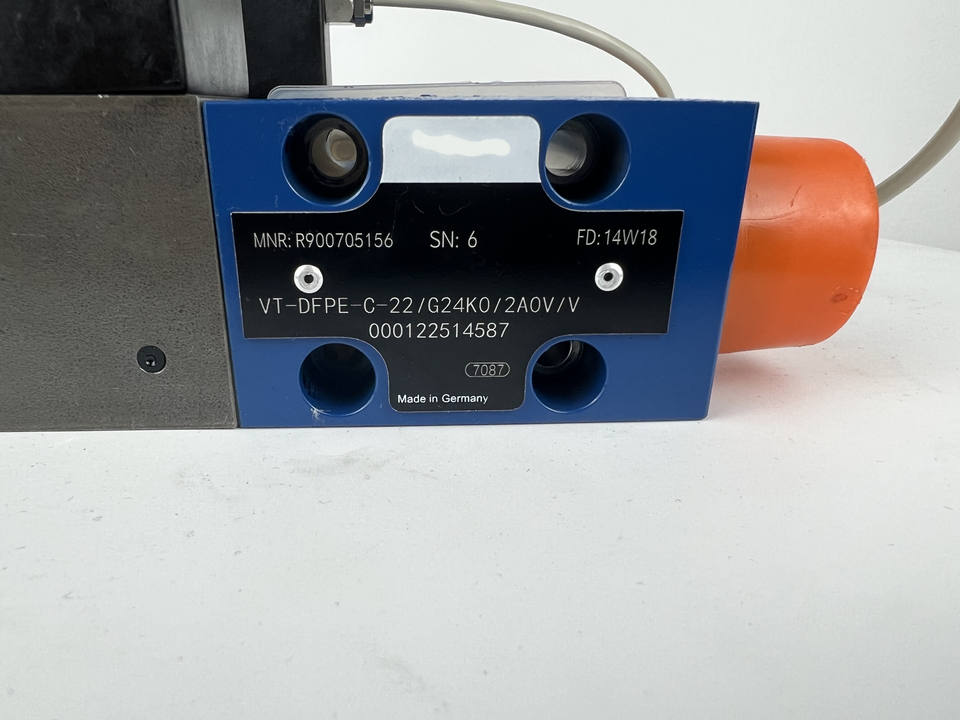 MNR: R900705156 SN: 6 FD: 14W18
VT-DFPE-C-22/G24K0/2A0V/V
000122514587
7087
Made in Germany